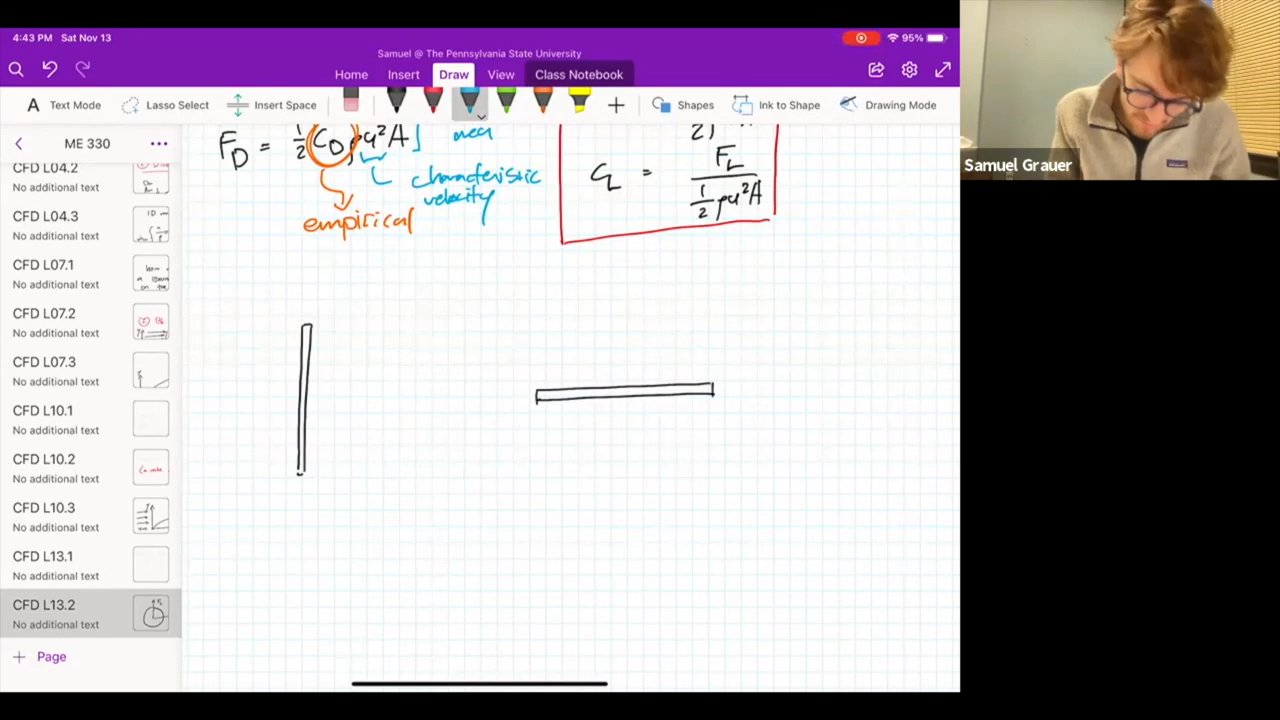 4:43 PM Sat Nov 13
95%
Samuel @ The Pennsylvania State University
Home Insert Draw View Class Notebook
A Text Mode Lasso Select Insert Space Shapes Ink to Shape Drawing Mode
ME 330
CFD L04.2
No additional text
CFD L04.3
No additional text
CFD L07.1
No additional text
CFD L07.2
No additional text
CFD L07.3
No additional text
CFD L10.1
No additional text
CFD L10.2
No additional text
CFD L10.3
No additional text
CFD L13.1
No additional text
CFD L13.2
No additional text
Page
F_D = 1/2 C_D ρu²A
characteristic
velocity
empirical
C_L = F_L / 1/2 ρu²A
Samuel Grauer